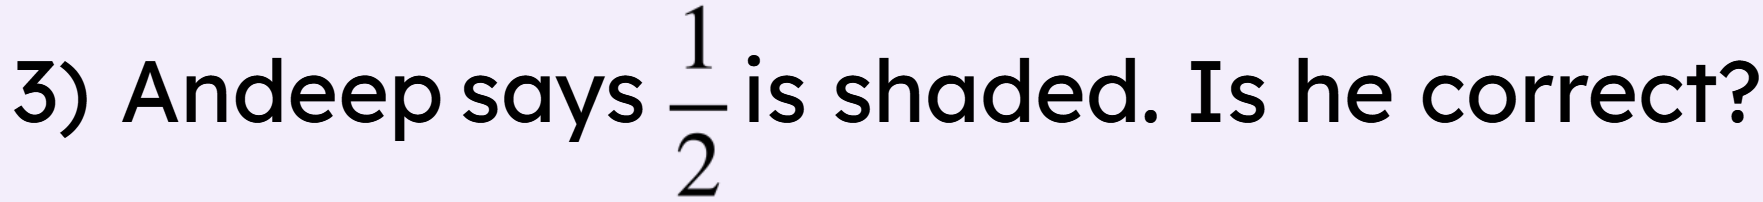 3) Andeep says 1/2 is shaded. Is he correct?